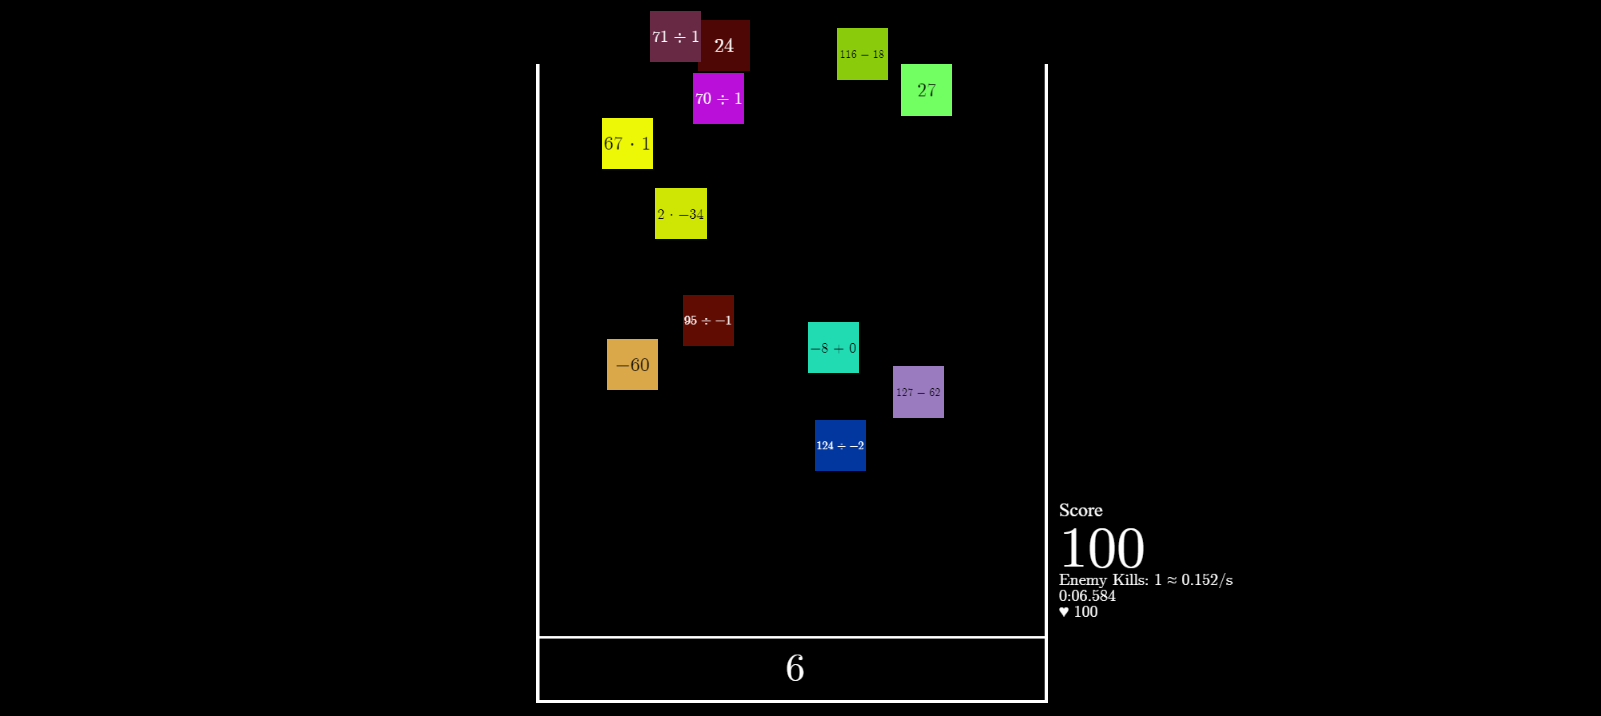 71 ÷ 1
24
116 − 18
27
70 ÷ 1
67 · 1
2 · −34
95 ÷ −1
−8 + 0
−60
127 − 62
124 ÷ −2
Score
100
Enemy Kills: 1 ≈ 0.152/s
0:06.584
♥ 100
6